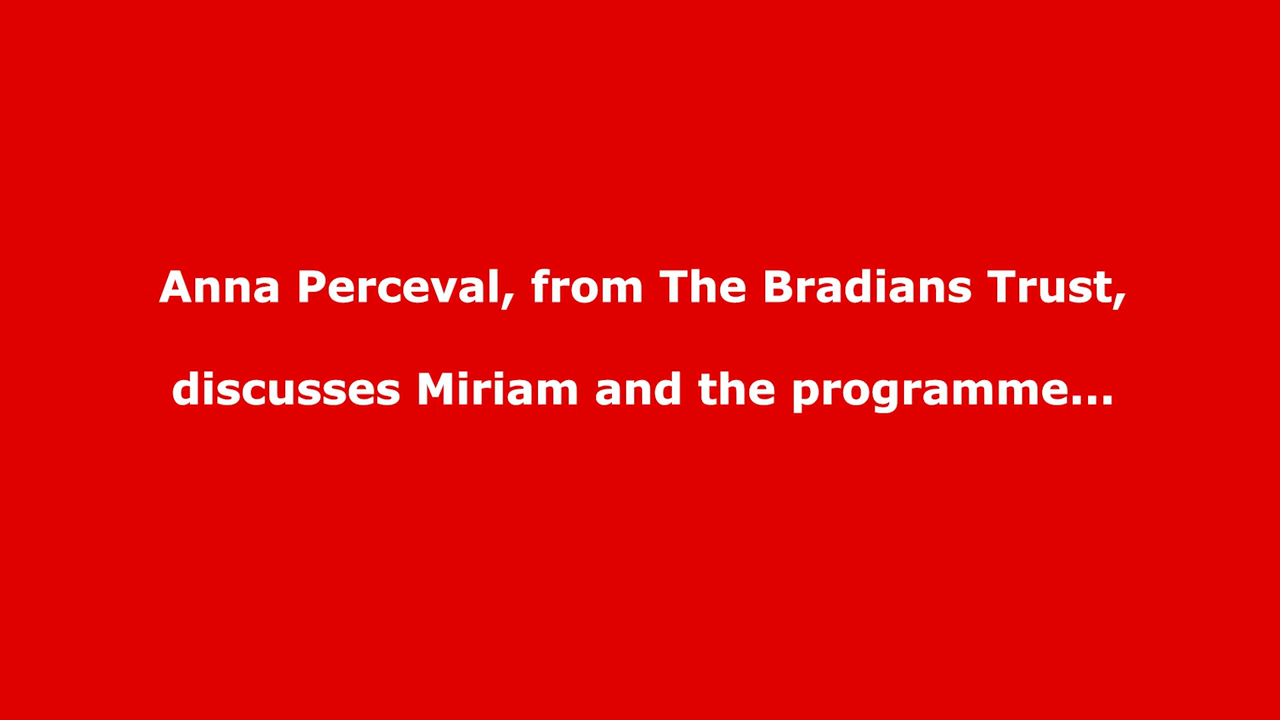 Anna Perceval, from The Bradians Trust,
discusses Miriam and the programme...